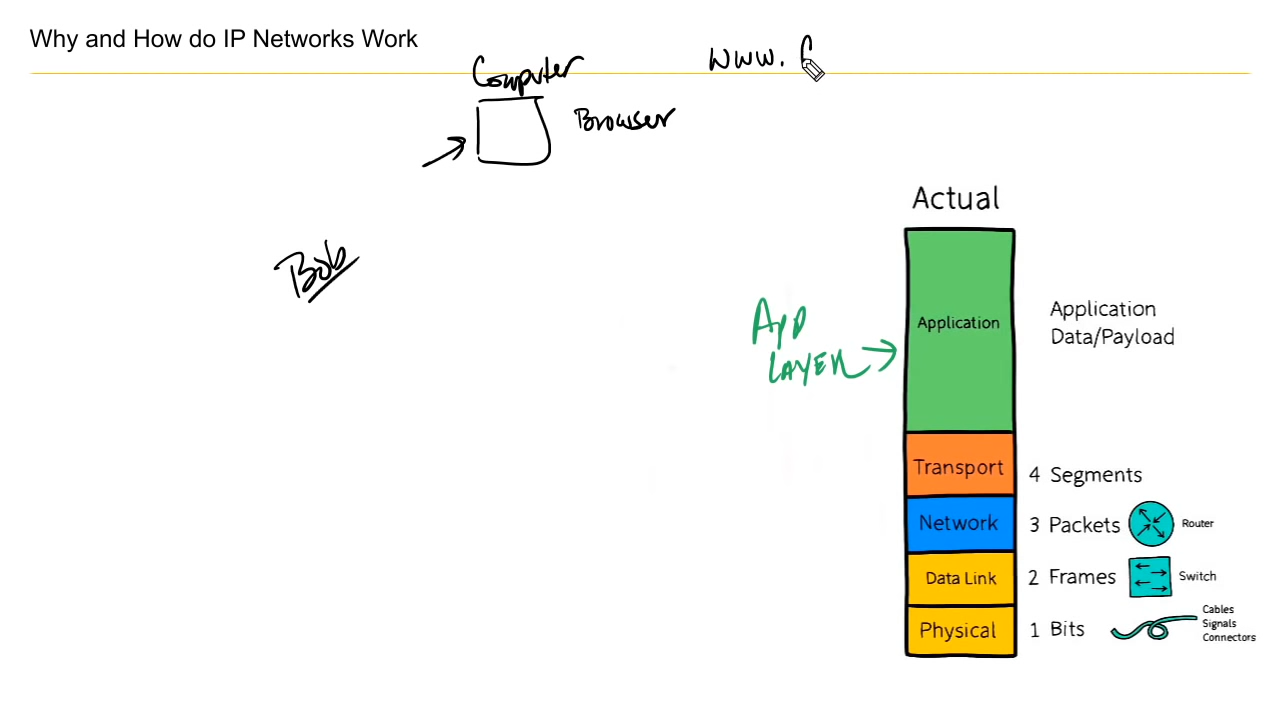 Why and How do IP Networks Work
Computer
www.
Browser
Bob
Actual
APP
LAYER
Application
Application
Data/Payload
Transport
4 Segments
Network
3 Packets
Router
Data Link
2 Frames
Switch
Physical
1 Bits
Cables
Signals
Connectors